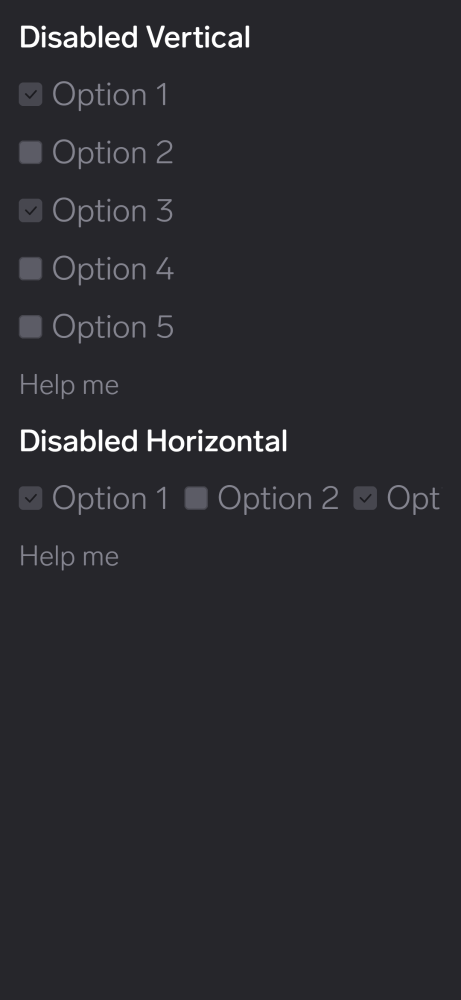 Disabled Vertical
Option 1
Option 2
Option 3
Option 4
Option 5
Help me
Disabled Horizontal
Option 1 Option 2 Opt
Help me